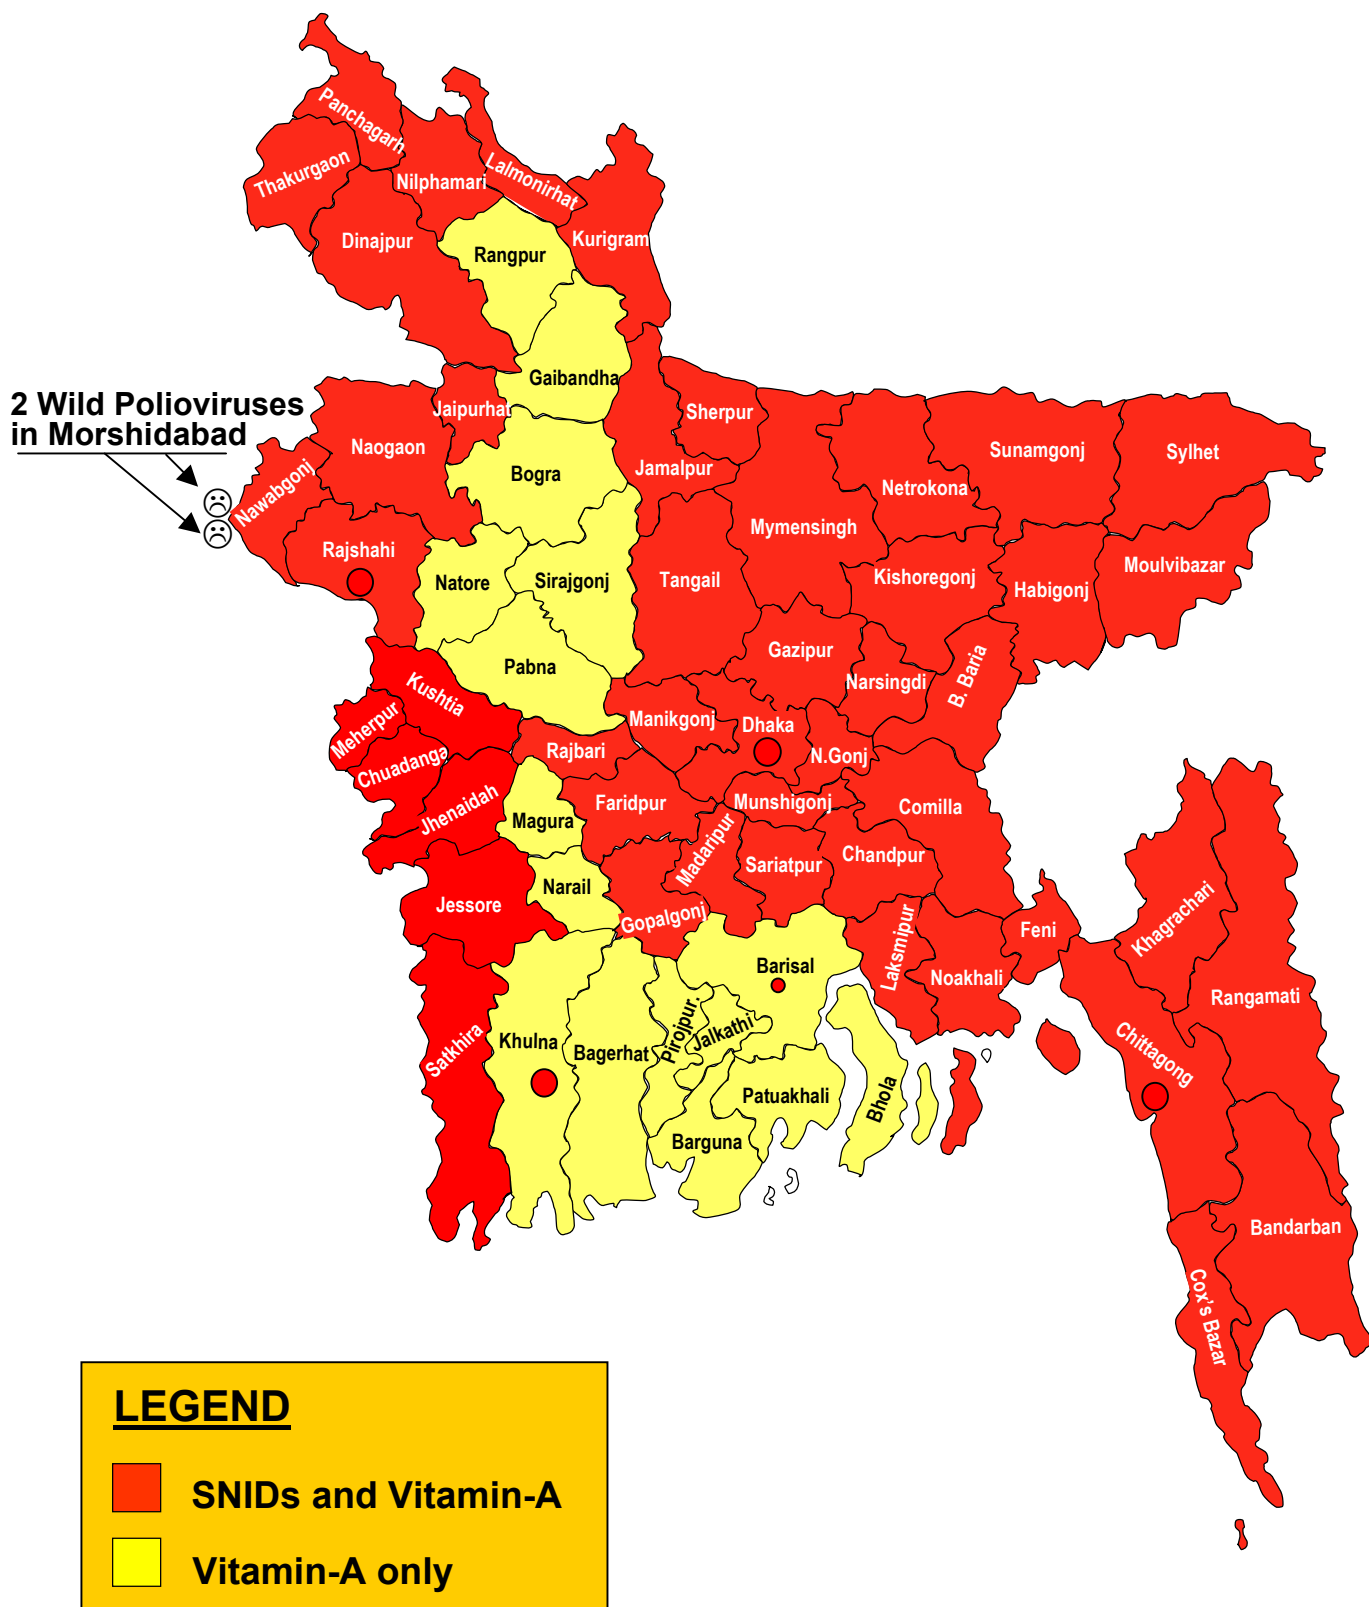 Panchagarh
Thakurgaon
Nilphamari
Lalmonirhat
Dinajpur
Rangpur
Kurigram
Gaibandha
2 Wild Polioviruses
in Morshidabad
Jaipurhat
Sherpur
Naogaon
Nawabgonj
Bogra
Jamalpur
Netrokona
Sunamgonj
Sylhet
Mymensingh
Rajshahi
Natore
Sirajgonj
Tangail
Kishoregonj
Habigonj
Moulvibazar
Pabna
Gazipur
Narsingdi
B. Baria
Kushtia
Meherpur
Chuadanga
Manikgonj
Dhaka
N.Gonj
Rajbari
Jhenaidah
Magura
Faridpur
Munshigonj
Comilla
Madaripur
Sariatpur
Chandpur
Narail
Jessore
Gopalgonj
Laksmipur
Noakhali
Feni
Khagrachari
Rangamati
Barisal
Satkhira
Khulna
Bagerhat
Pirojpur.
Jalkathi
Patuakhali
Bhola
Barguna
Chittagong
Bandarban
Cox's Bazar
LEGEND
SNIDs and Vitamin-A
Vitamin-A only